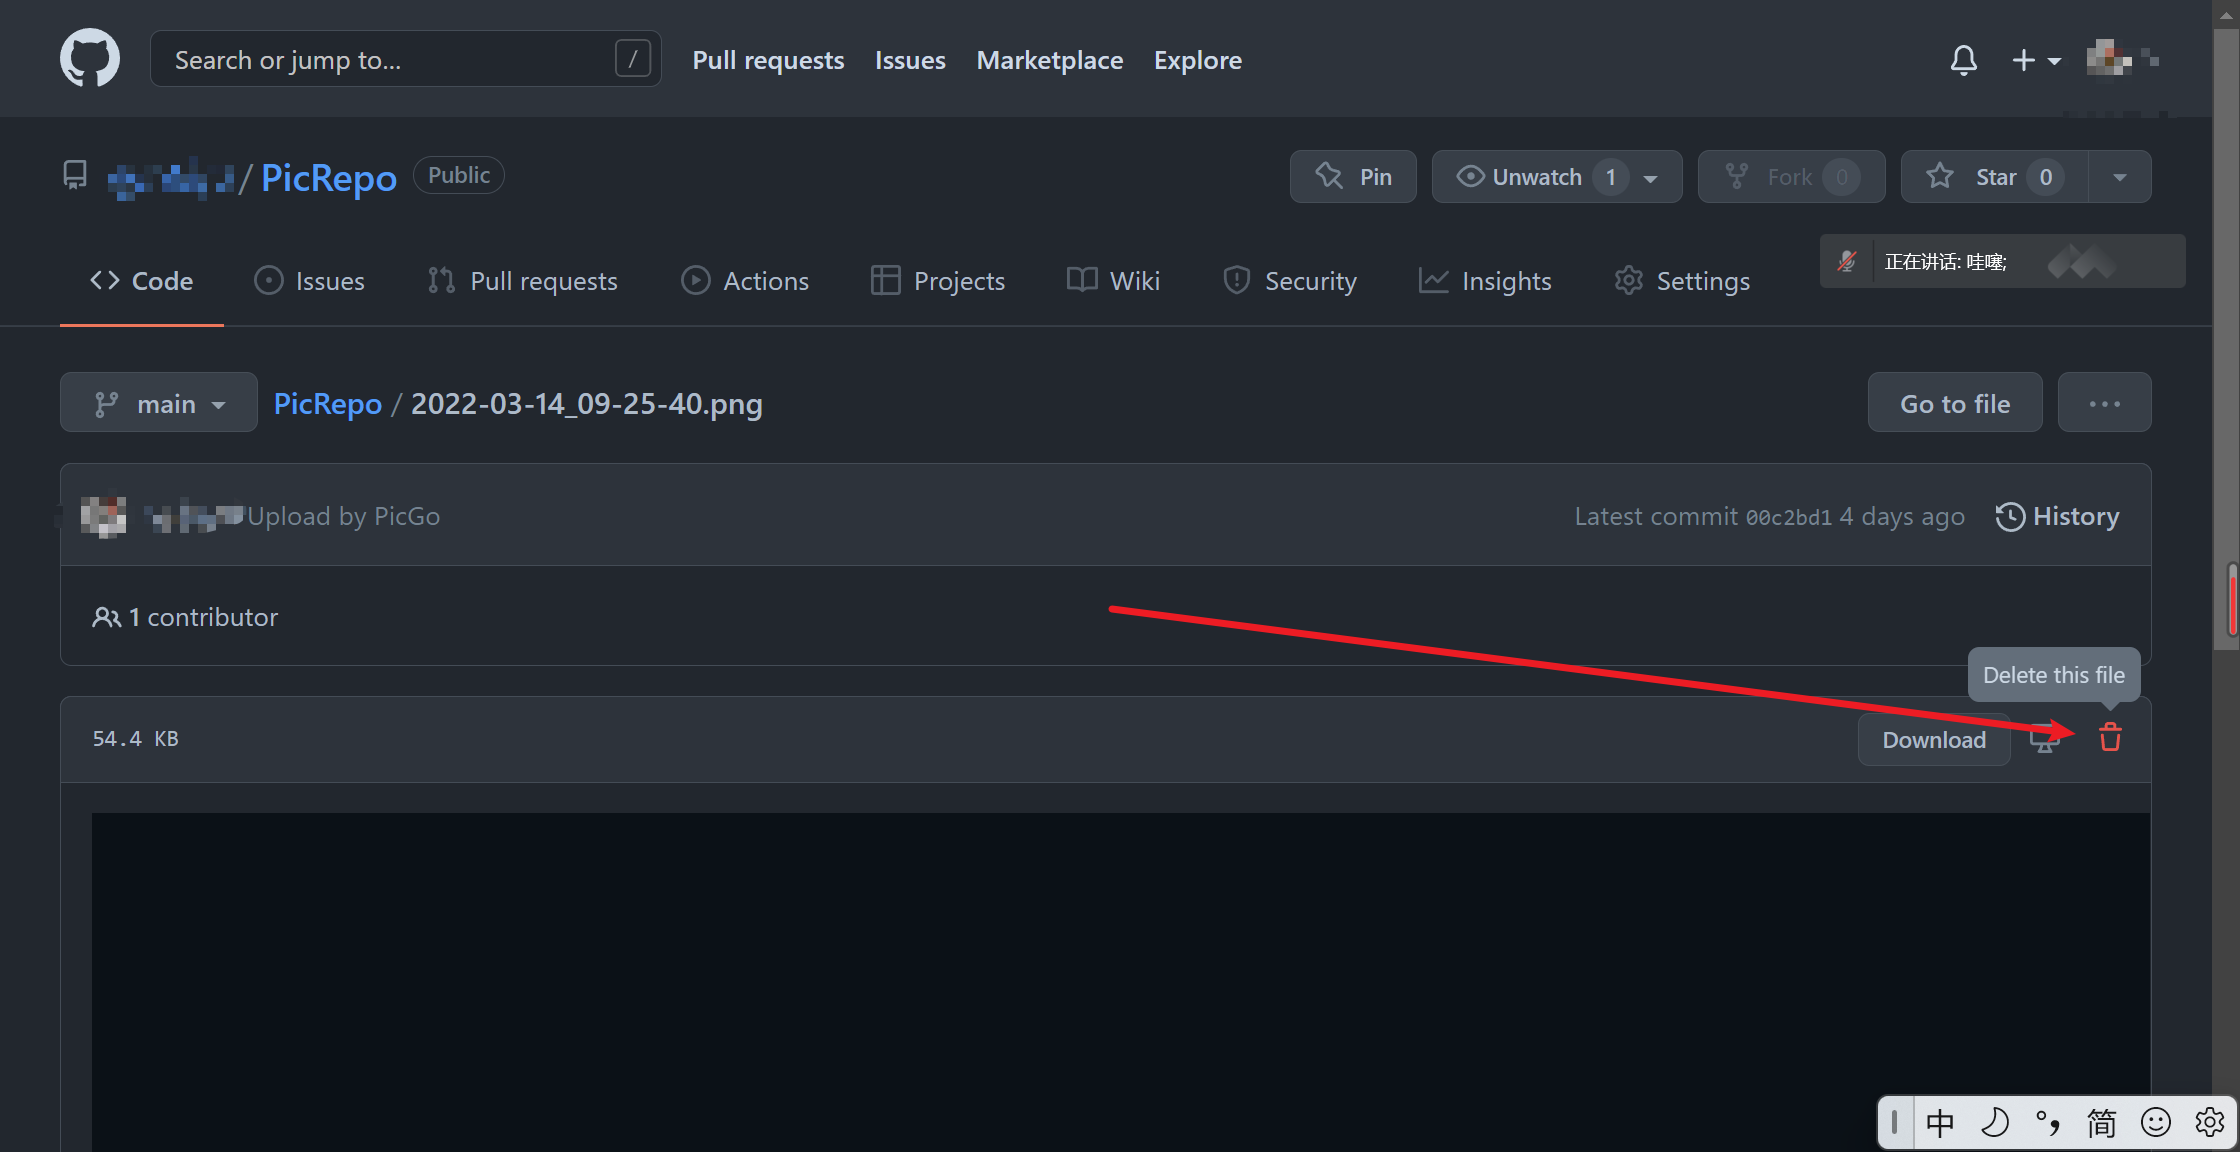 Search or jump to... / Pull requests Issues Marketplace Explore
/ PicRepo Public Pin Unwatch 1 Fork 0 Star 0
Code Issues Pull requests Actions Projects Wiki Security Insights Settings
正在讲话: 哇噻;
main PicRepo / 2022-03-14_09-25-40.png Go to file ...
Upload by PicGo Latest commit 00c2bd1 4 days ago History
1 contributor
Delete this file
54.4 KB Download
中 °, 简